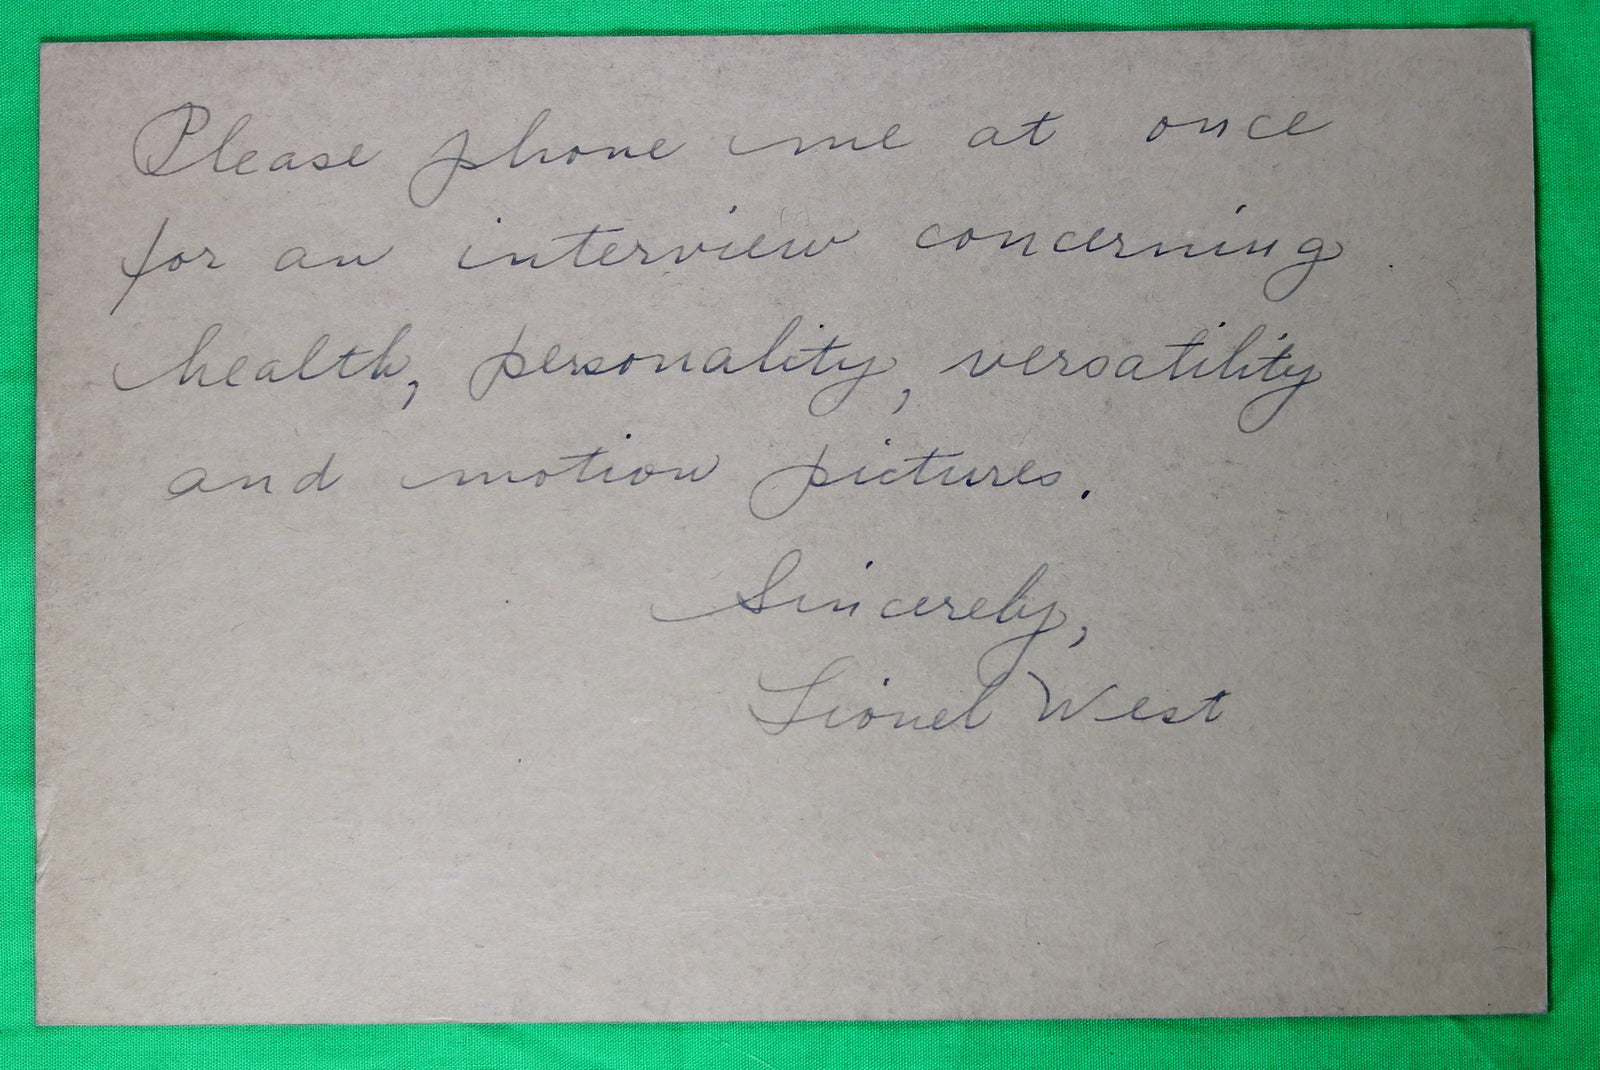 Please phone me at once
for an interview concerning
health, personality, versatility
and motion pictures.
Sincerely,
Lionel West